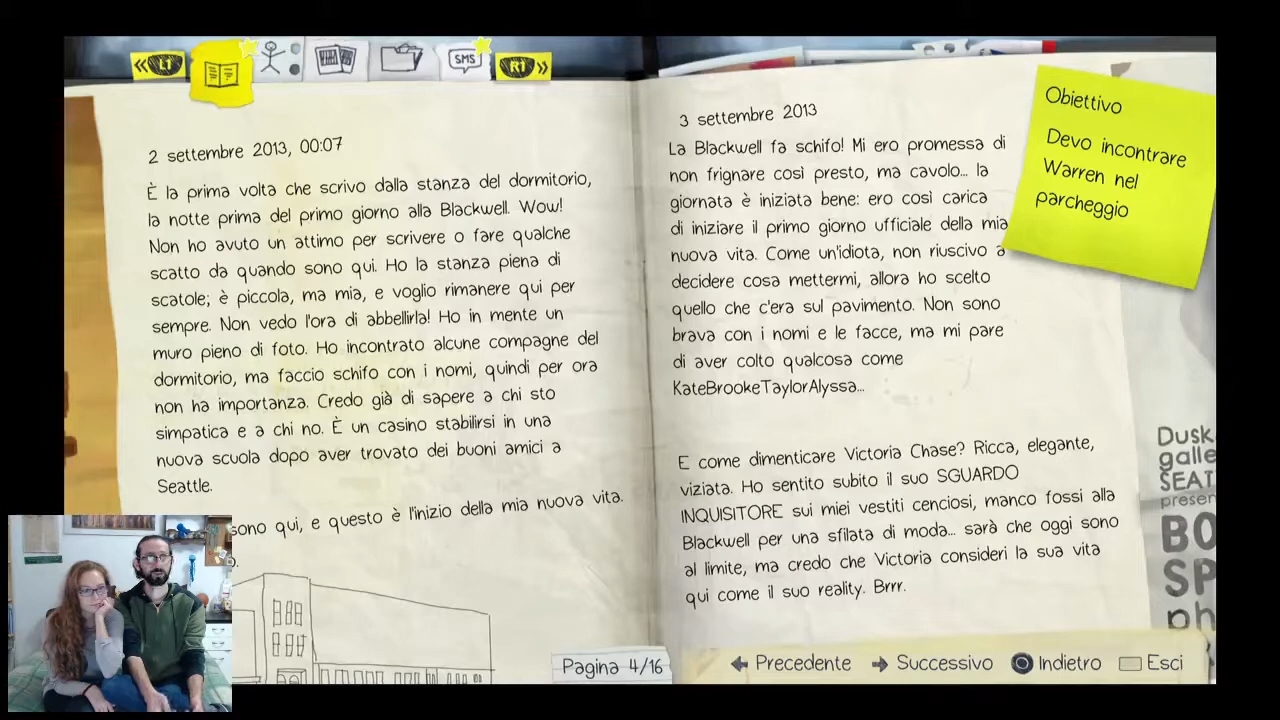 LT
SMS
R1
2 settembre 2013, 00:07
È la prima volta che scrivo dalla stanza del dormitorio,
la notte prima del primo giorno alla Blackwell. Wow!
Non ho avuto un attimo per scrivere o fare qualche
scatto da quando sono qui. Ho la stanza piena di
scatole; è piccola, ma mia, e voglio rimanere qui per
sempre. Non vedo l'ora di abbellirla! Ho in mente un
muro pieno di foto. Ho incontrato alcune compagne del
dormitorio, ma faccio schifo con i nomi, quindi per ora
non ha importanza. Credo già di sapere a chi sto
simpatica e a chi no. È un casino stabilirsi in una
nuova scuola dopo aver trovato dei buoni amici a
Seattle.
sono qui, e questo è l'inizio della mia nuova vita.
3 settembre 2013
La Blackwell fa schifo! Mi ero promessa di
non frignare così presto, ma cavolo... la
giornata è iniziata bene: ero così carica
di iniziare il primo giorno ufficiale della mia
nuova vita. Come un'idiota, non riuscivo a
decidere cosa mettermi, allora ho scelto
quello che c'era sul pavimento. Non sono
brava con i nomi e le facce, ma mi pare
di aver colto qualcosa come
KateBrookeTaylorAlyssa...
E come dimenticare Victoria Chase? Ricca, elegante,
viziata. Ho sentito subito il suo SGUARDO
INQUISITORE sui miei vestiti cenciosi, manco fossi alla
Blackwell per una sfilata di moda... sarà che oggi sono
al limite, ma credo che Victoria consideri la sua vita
qui come il suo reality. Brrr.
Obiettivo
Devo incontrare
Warren nel
parcheggio
Dusk
galle
SEAT
presen
BO
SP
ph
Pagina 4/16
Precedente
Successivo
Indietro
Esci